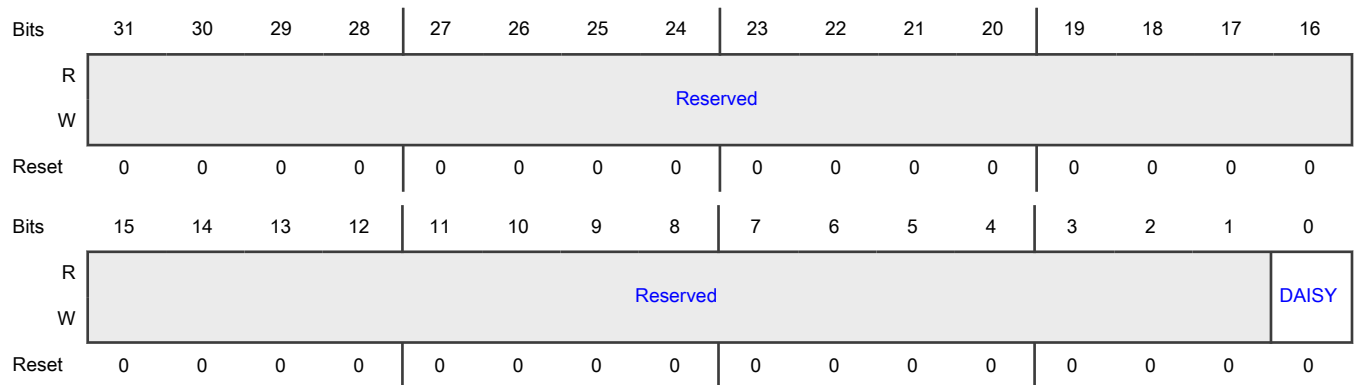 Bits 31 30 29 28 27 26 25 24 23 22 21 20 19 18 17 16
R
Reserved
W
Reset 0 0 0 0 0 0 0 0 0 0 0 0 0 0 0 0
Bits 15 14 13 12 11 10 9 8 7 6 5 4 3 2 1 0
R
Reserved DAISY
W
Reset 0 0 0 0 0 0 0 0 0 0 0 0 0 0 0 0